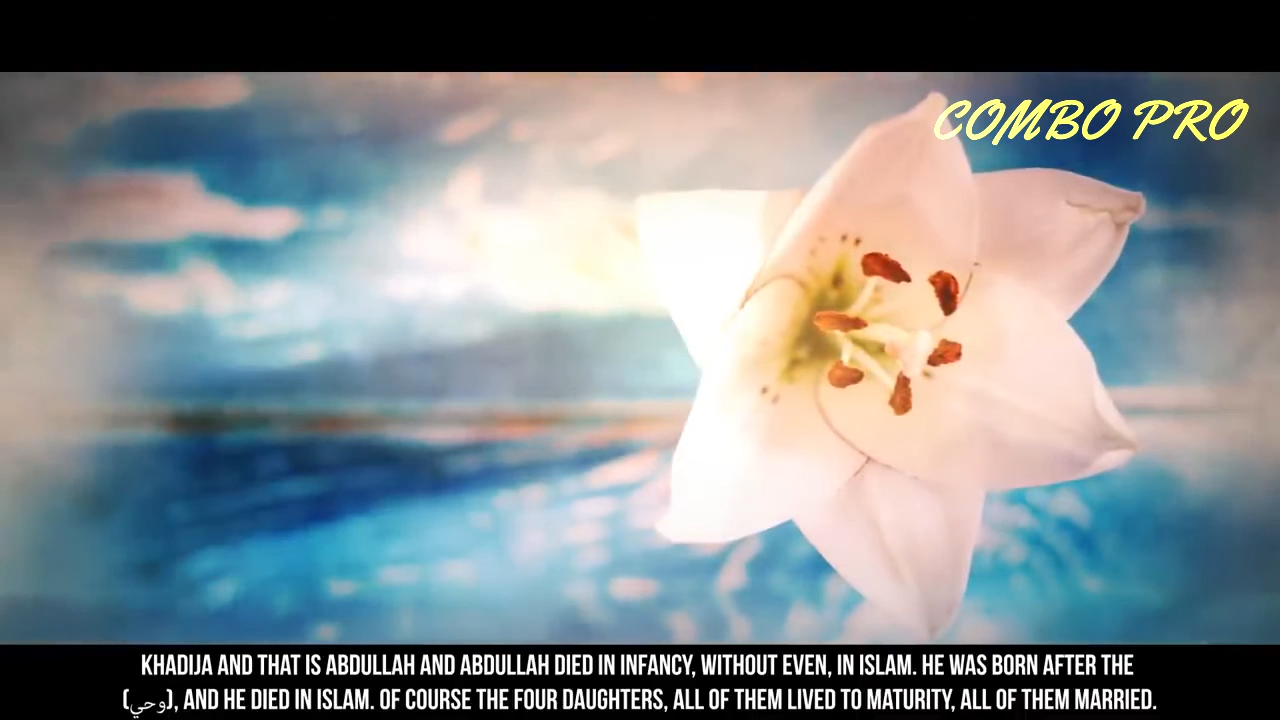 COMBO PRO
KHADIJA AND THAT IS ABDULLAH AND ABDULLAH DIED IN INFANCY, WITHOUT EVEN, IN ISLAM. HE WAS BORN AFTER THE
(وحي), AND HE DIED IN ISLAM. OF COURSE THE FOUR DAUGHTERS, ALL OF THEM LIVED TO MATURITY, ALL OF THEM MARRIED.